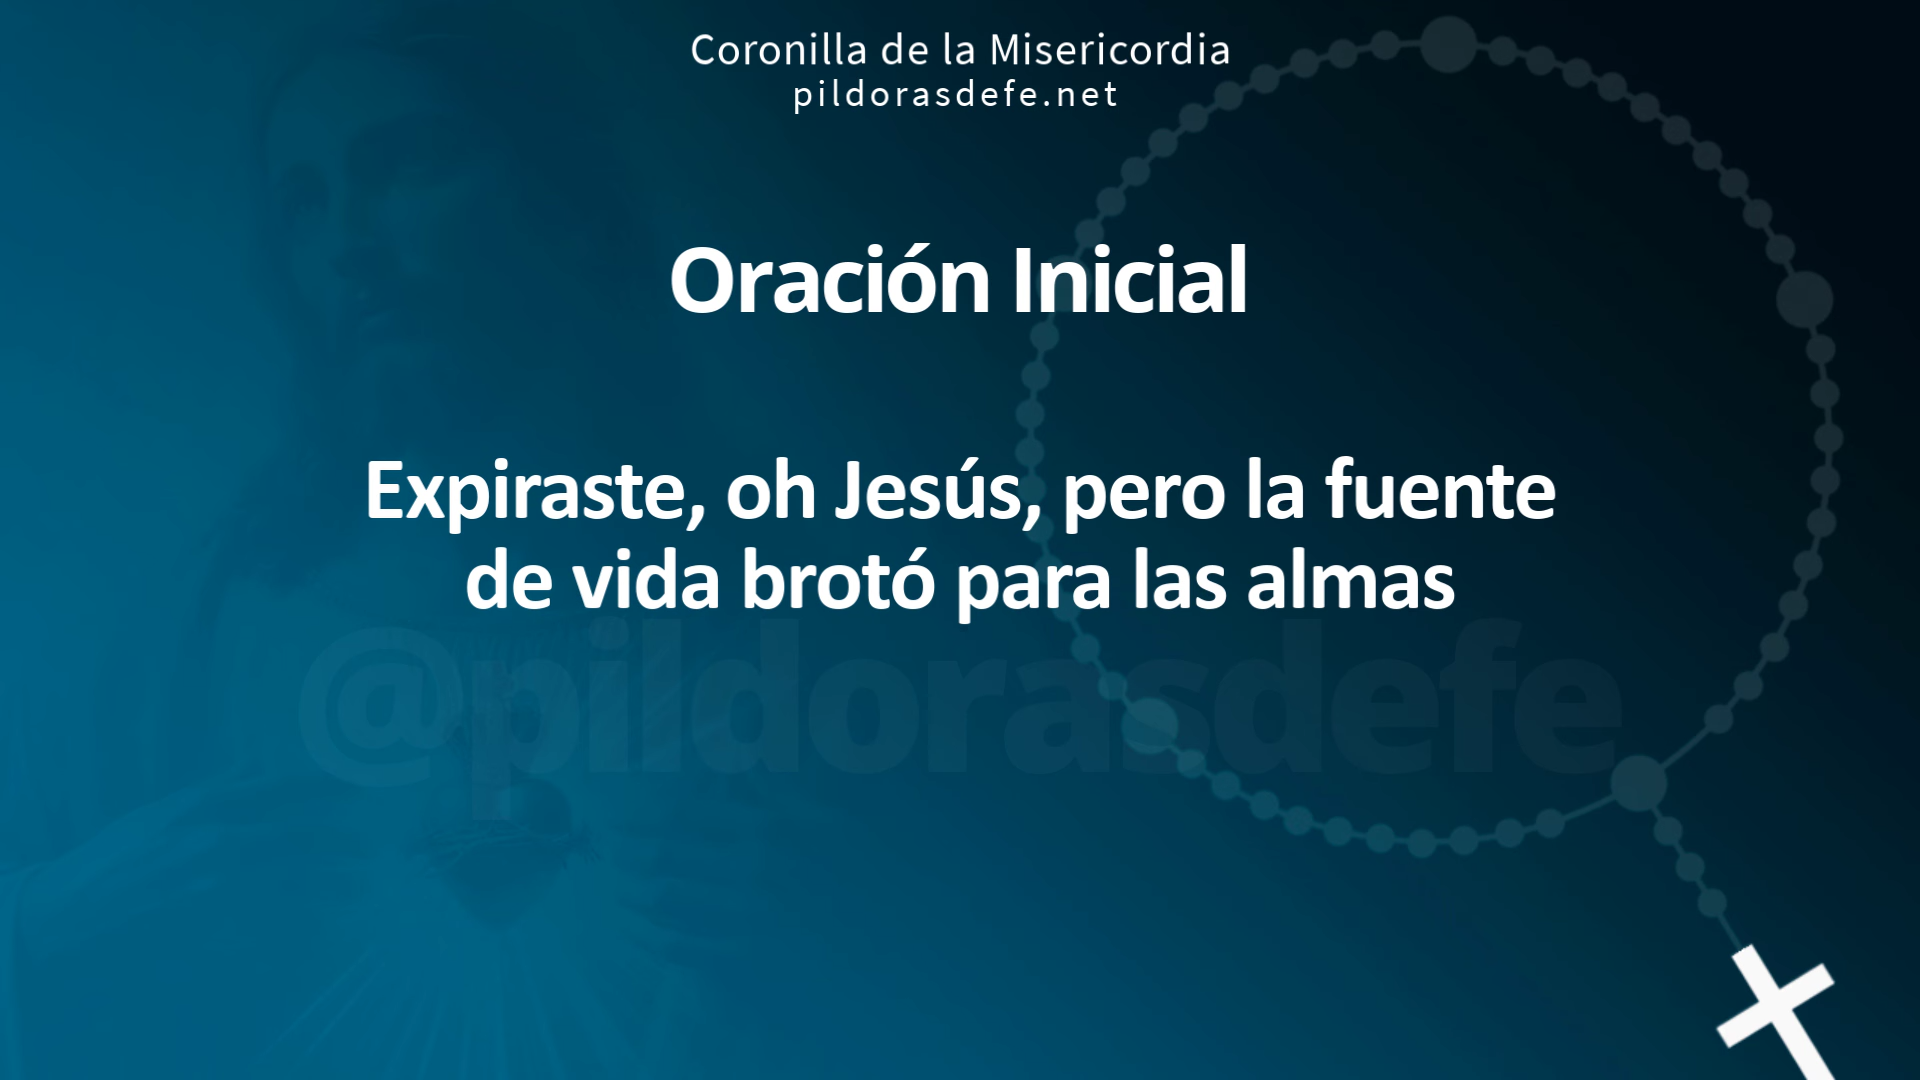 Coronilla de la Misericordia
pildorasdefe.net
Oración Inicial
Expiraste, oh Jesús, pero la fuente
de vida brotó para las almas
@pildorasdefe